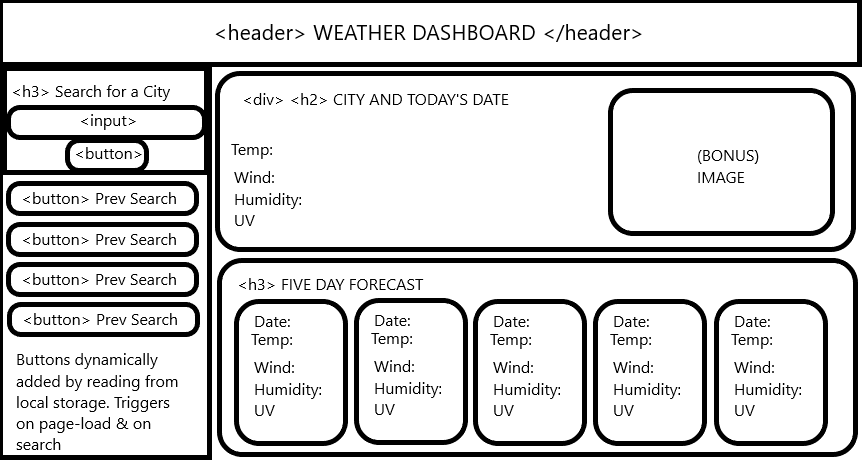 <header> WEATHER DASHBOARD </header>
<h3> Search for a City
<input>
<button>
<button> Prev Search
<button> Prev Search
<button> Prev Search
<button> Prev Search
Buttons dynamically
added by reading from
local storage. Triggers
on page-load & on
search
<div> <h2> CITY AND TODAY'S DATE
Temp:
Wind:
Humidity:
UV
(BONUS)
IMAGE
<h3> FIVE DAY FORECAST
Date:
Temp:
Wind:
Humidity:
UV
Date:
Temp:
Wind:
Humidity:
UV
Date:
Temp:
Wind:
Humidity:
UV
Date:
Temp:
Wind:
Humidity:
UV
Date:
Temp:
Wind:
Humidity:
UV